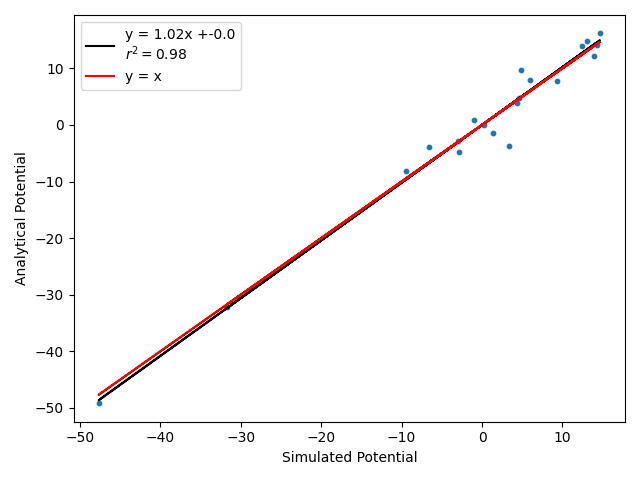 y = 1.02x +-0.0
r² = 0.98
y = x
10
0
−10
−20
−30
−40
−50
Analytical Potential
−50 −40 −30 −20 −10 0 10
Simulated Potential